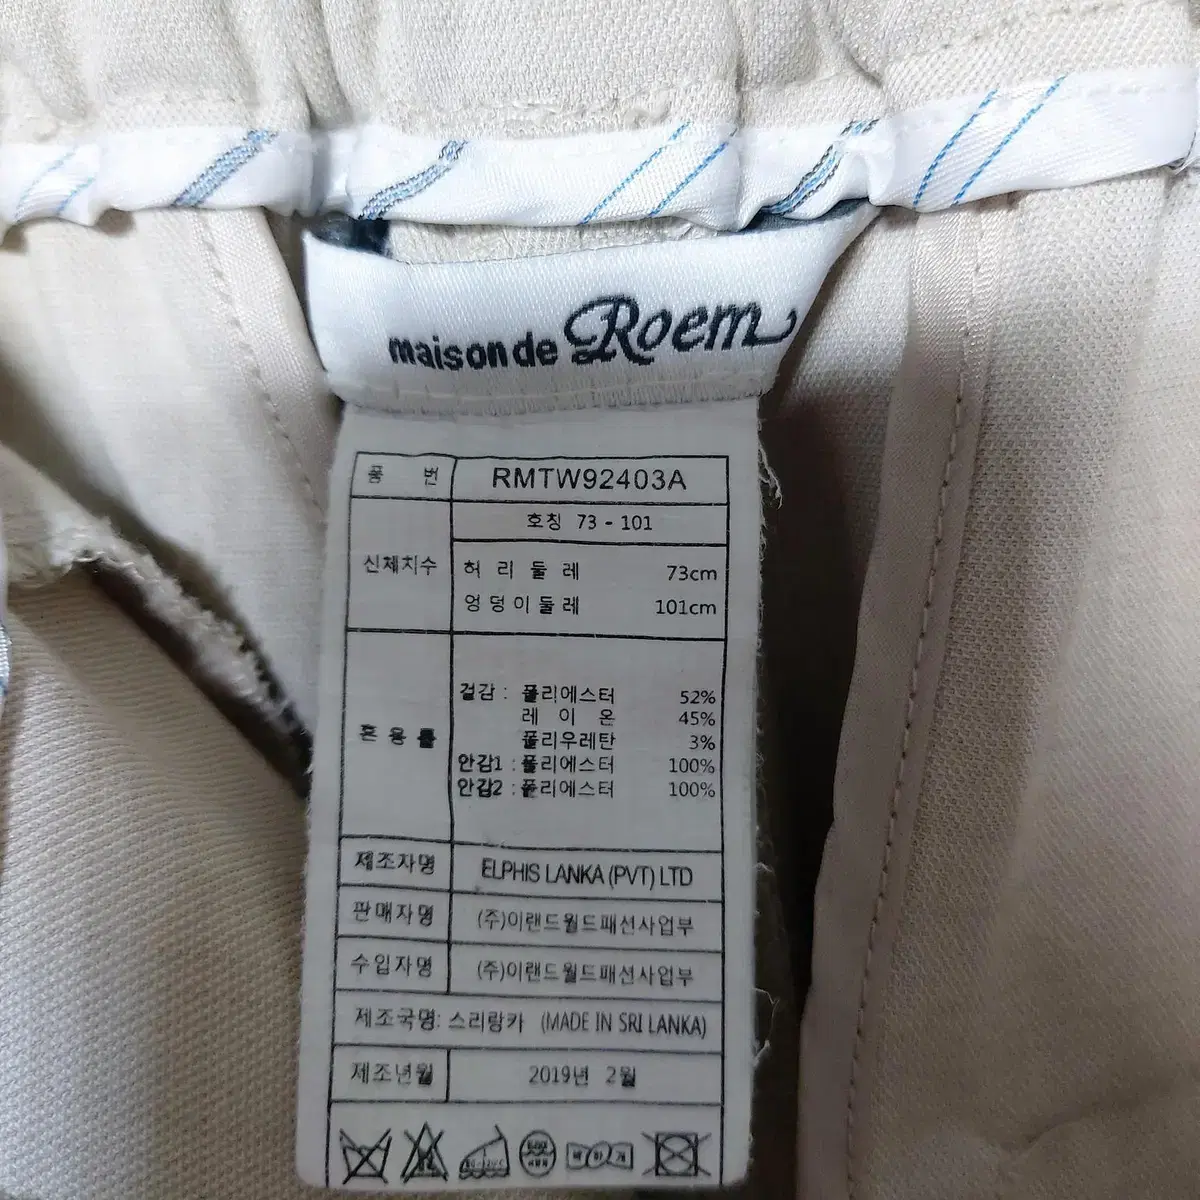 maison de Roem
품 번 RMTW92403A
호칭 73 - 101
신체치수
허 리 둘 레 73cm
엉덩이둘레 101cm
혼 용 률
겉감 : 폴리에스터 52%
레 이 온 45%
폴리우레탄 3%
안감1 : 폴리에스터 100%
안감2 : 폴리에스터 100%
제조자명 ELPHIS LANKA (PVT) LTD
판매자명 (주)이랜드월드패션사업부
수입자명 (주)이랜드월드패션사업부
제조국명: 스리랑카 (MADE IN SRI LANKA)
제조년월 2019년 2월